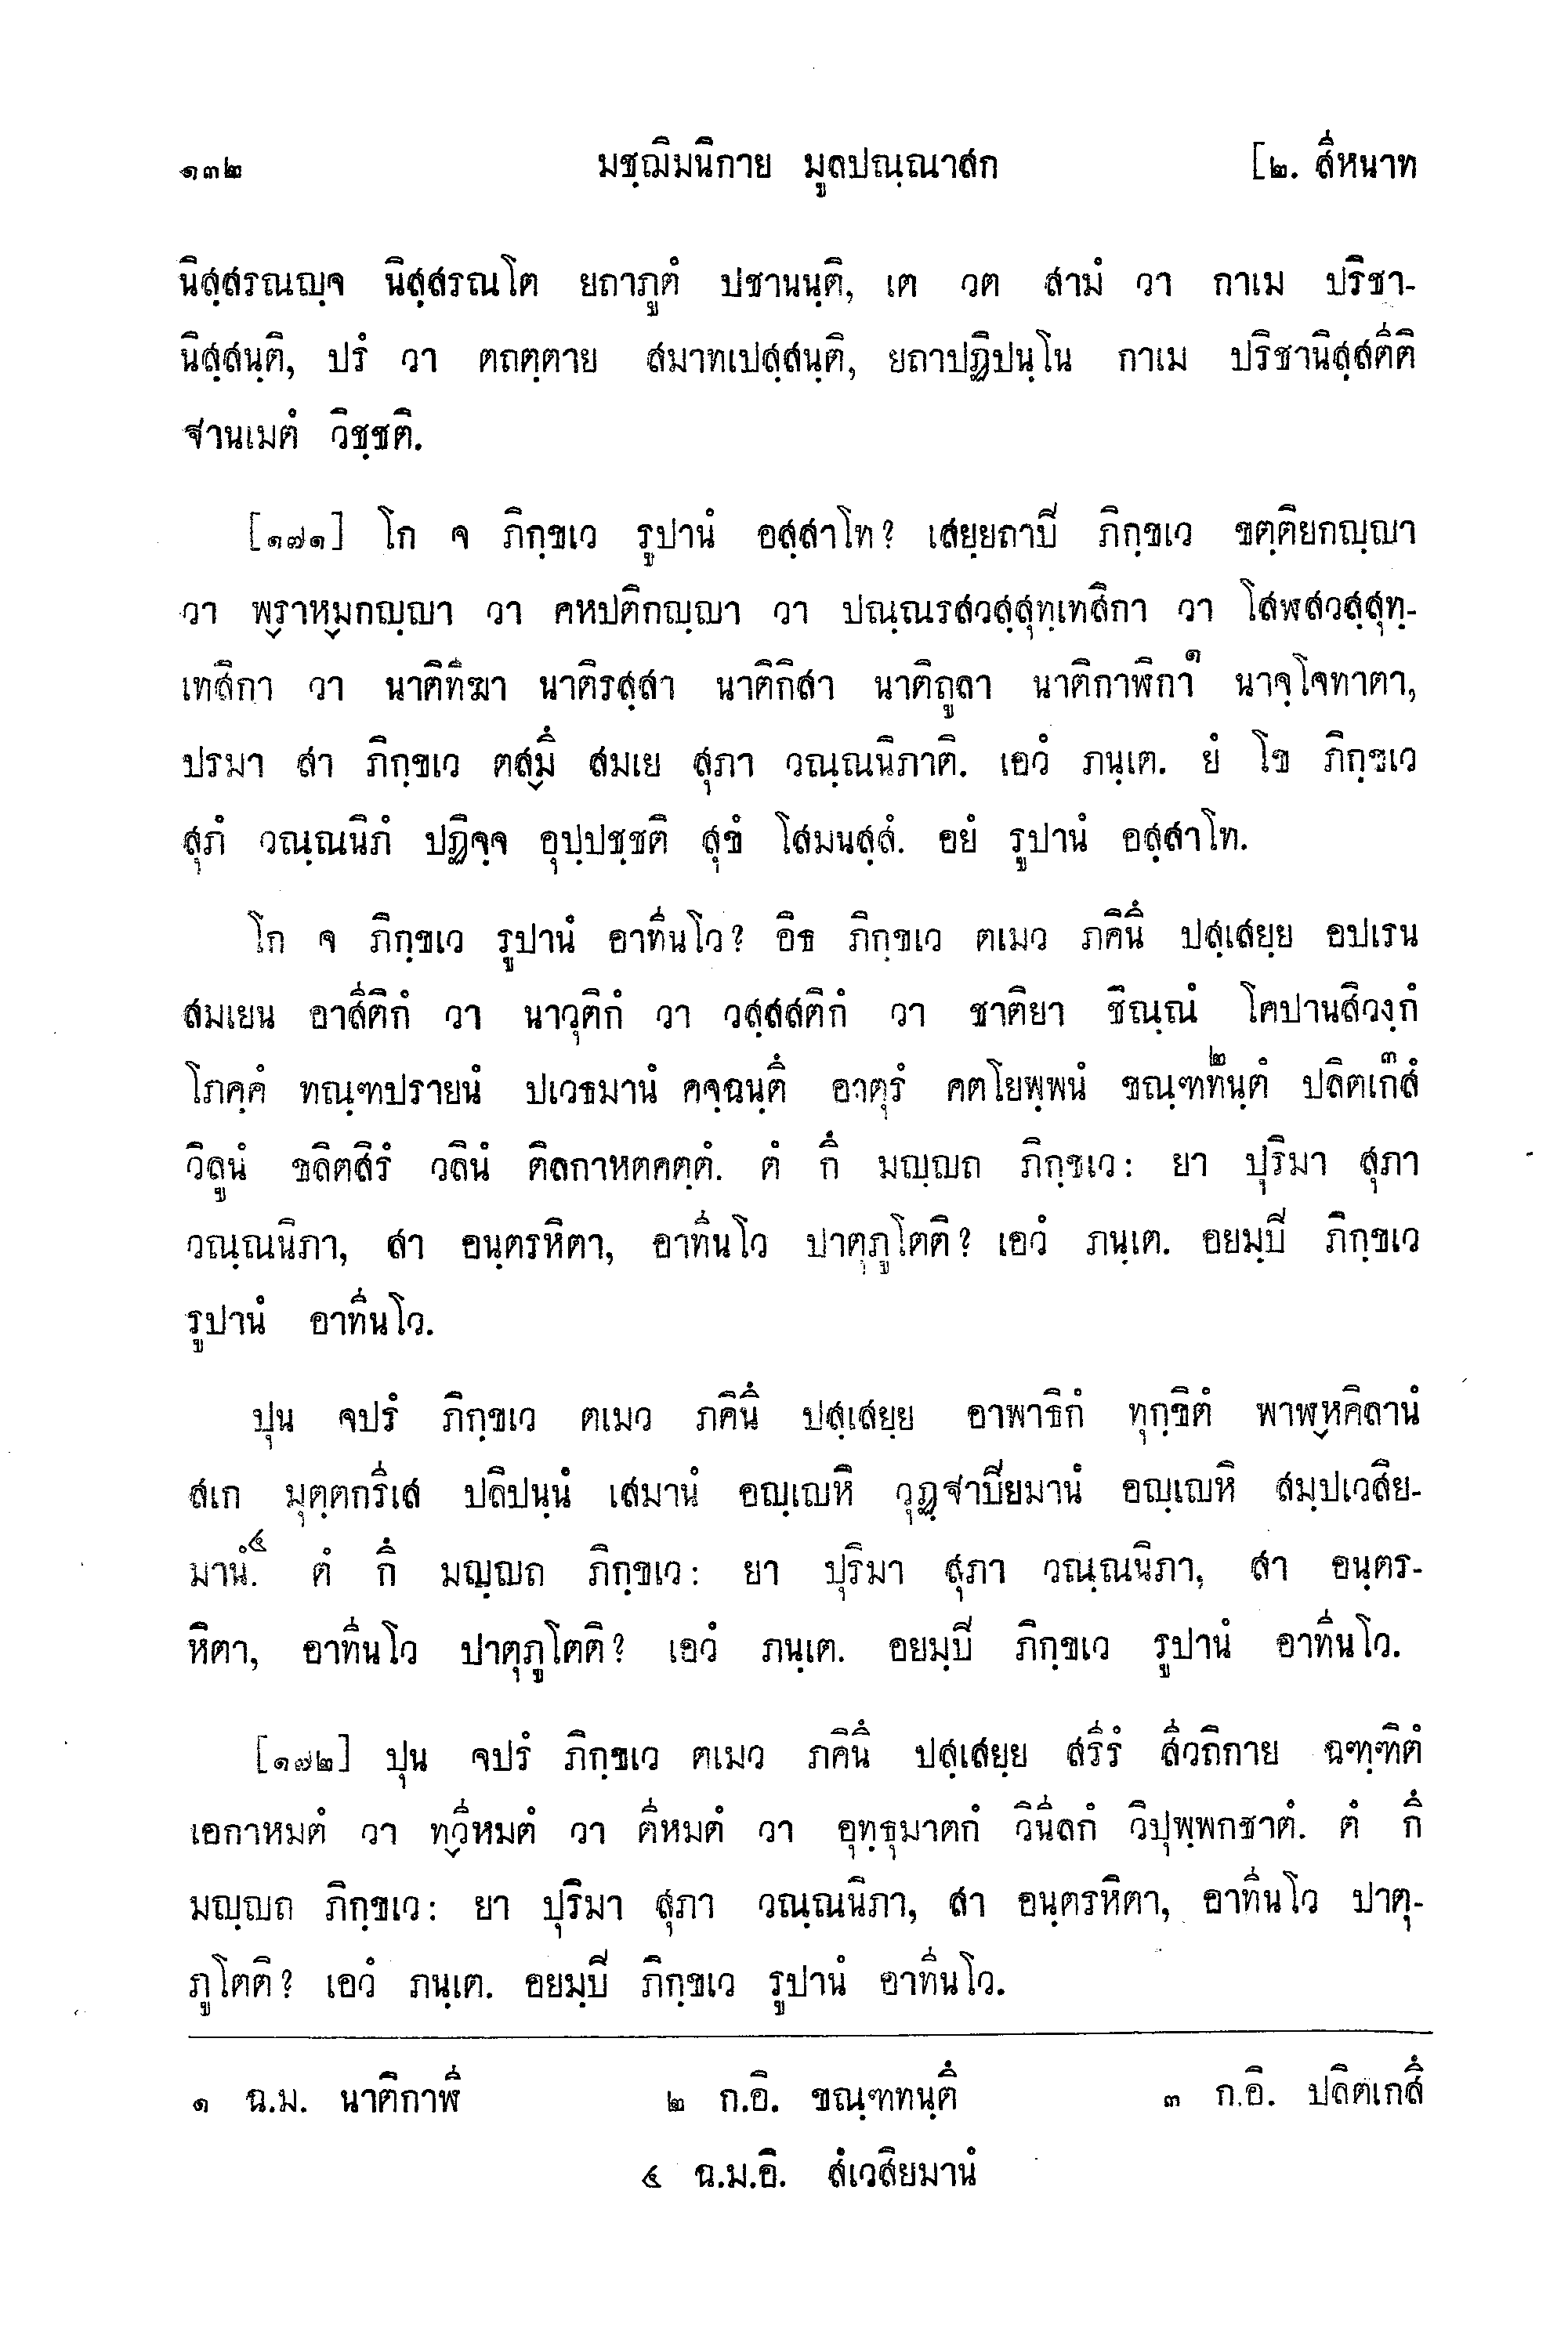 ๑๓๒ มชฺฌิมนิกาย มูลปณฺณาสก [๒. สีหนาท
นิสฺสรณญฺจ นิสฺสรณโต ยถาภูตํ ปชานนฺติ, เต วต สามํ วา กาเม ปริชา-
นิสฺสนฺติ, ปรํ วา ตถตฺตาย สมาทเปสฺสนฺติ, ยถาปฏิปนฺโน กาเม ปริชานิสฺสตีติ
ฐานเมตํ วิชฺชติ.
[๑๗๑] โก จ ภิกฺขเว รูปานํ อสฺสาโท? เสยฺยถาปี ภิกฺขเว ขตฺติยกญฺญา
วา พฺราหฺมกญฺญา วา คหปติกญฺญา วา ปณฺณรสวสฺสุทฺเทสิกา วา โสฬสวสฺสุทฺ-
เทสิกา วา นาติทีฆา นาติรสฺสา นาติกิสา นาติถูลา นาติกาฬิกา๑ นาจฺโจทาตา,
ปรมา สา ภิกฺขเว ตสฺมึ สมเย สุภา วณฺณนิภาติ. เอวํ ภนฺเต. ยํ โข ภิกฺขเว
สุภํ วณฺณนิภํ ปฏิจฺจ อุปฺปชฺชติ สุขํ โสมนสฺสํ. อยํ รูปานํ อสฺสาโท.
โก จ ภิกฺขเว รูปานํ อาทีนโว? อิธ ภิกฺขเว ตเมว ภคินึ ปสฺเสยฺย อปเรน
สมเยน อาสีติกํ วา นาวุติกํ วา วสฺสสติกํ วา ชาติยา ชิณฺณํ โคปานสิวงฺกํ
โภคฺคํ ทณฺฑปรายนํ ปเวธมานํ คจฺฉนฺตึ อาตุรํ คตโยพฺพนํ ขณฺฑทนฺตํ๒ ปลิตเกสํ๓
วิลูนํ ขลิตสิรํ วลินํ ติลกาหตคตฺตํ. ตํ กึ มญฺญถ ภิกฺขเว: ยา ปุริมา สุภา
วณฺณนิภา, สา อนฺตรหิตา, อาทีนโว ปาตุภูโตติ? เอวํ ภนฺเต. อยมฺปี ภิกฺขเว
รูปานํ อาทีนโว.
ปุน จปรํ ภิกฺขเว ตเมว ภคินึ ปสฺเสยฺย อาพาธิกํ ทุกฺขิตํ พาฬฺหคิลานํ
สเก มุตฺตกรีเส ปลิปนฺนํ เสมานํ อญฺเญหิ วุฏฺฐาปิยมานํ อญฺเญหิ สมฺปเวสิย-
มานํ.๔ ตํ กึ มญฺญถ ภิกฺขเว: ยา ปุริมา สุภา วณฺณนิภา, สา อนฺตร-
หิตา, อาทีนโว ปาตุภูโตติ? เอวํ ภนฺเต. อยมฺปี ภิกฺขเว รูปานํ อาทีนโว.
[๑๗๒] ปุน จปรํ ภิกฺขเว ตเมว ภคินึ ปสฺเสยฺย สรีรํ สีวถิกาย ฉฑฺฑิตํ
เอกาหมตํ วา ทฺวีหมตํ วา ตีหมตํ วา อุทฺธุมาตกํ วินีลกํ วิปุพฺพกชาตํ. ตํ กึ
มญฺญถ ภิกฺขเว: ยา ปุริมา สุภา วณฺณนิภา, สา อนฺตรหิตา, อาทีนโว ปาตุ-
ภูโตติ? เอวํ ภนฺเต. อยมฺปี ภิกฺขเว รูปานํ อาทีนโว.
๑ ฉ.ม. นาติกาฬี ๒ ก.อิ. ขณฺฑทนฺตึ ๓ ก.อิ. ปลิตเกสึ
๔ ฉ.ม.อิ. สํเวสิยมานํ